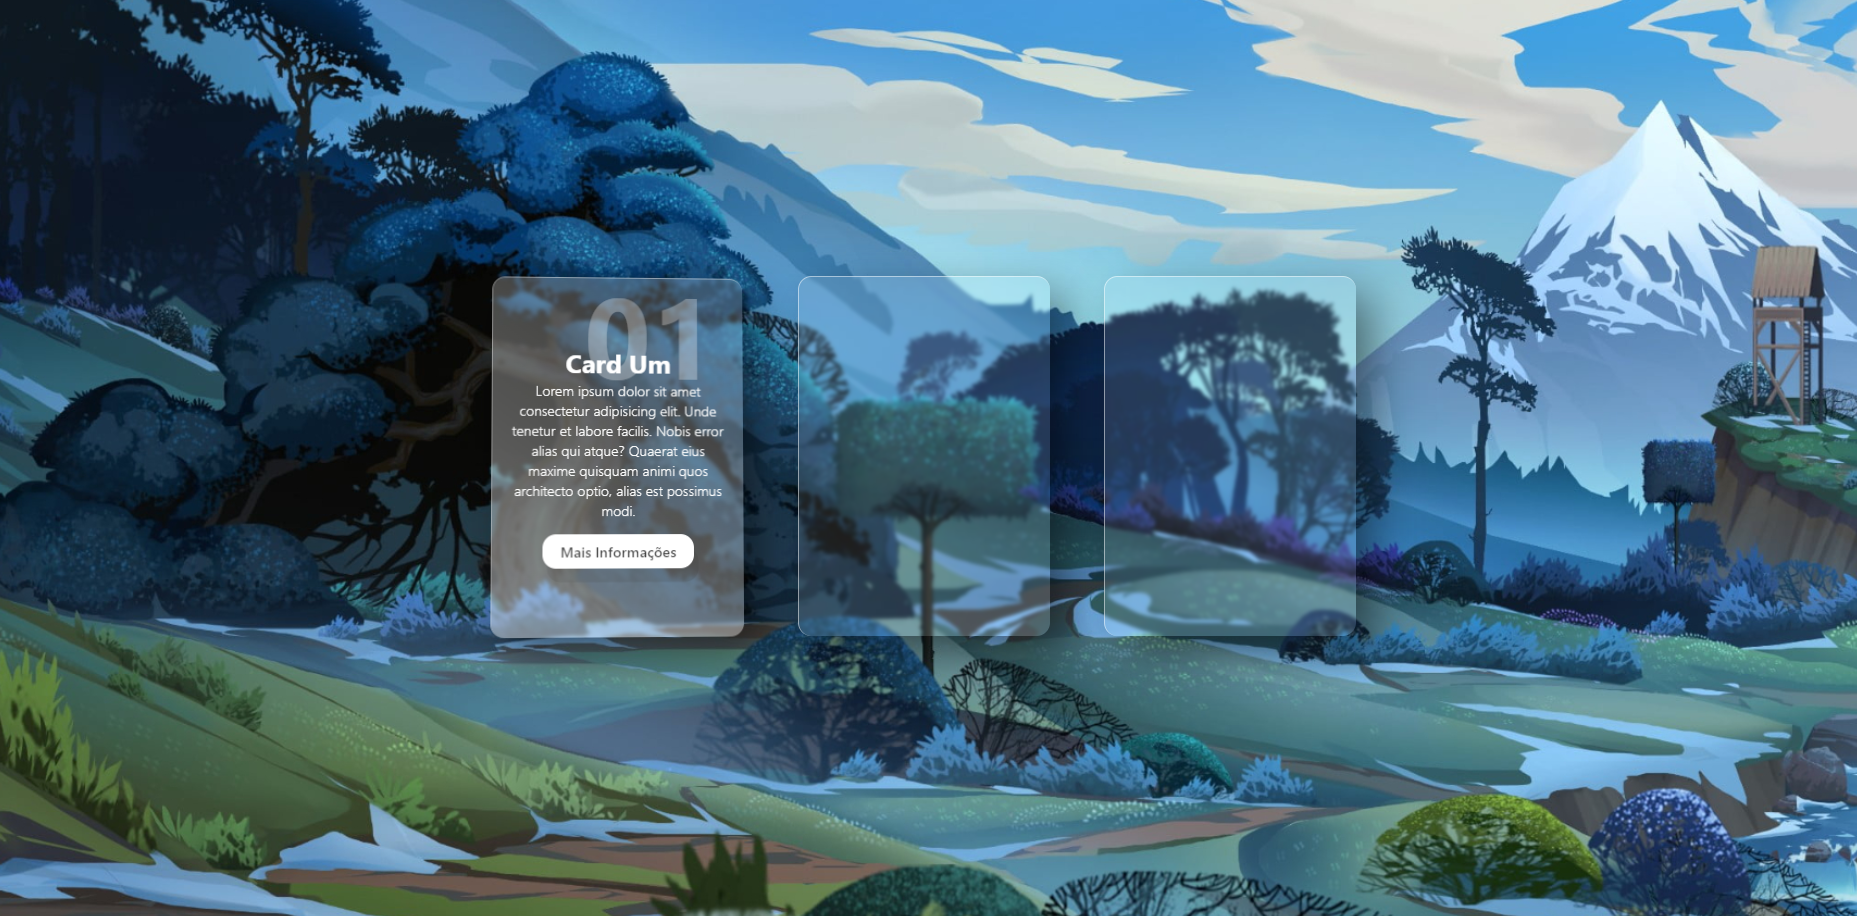 01
Card Um
Lorem ipsum dolor sit amet
consectetur adipisicing elit. Unde
tenetur et labore facilis. Nobis error
alias qui atque? Quaerat eius
maxime quisquam animi quos
architecto optio, alias est possimus
modi.
Mais Informações